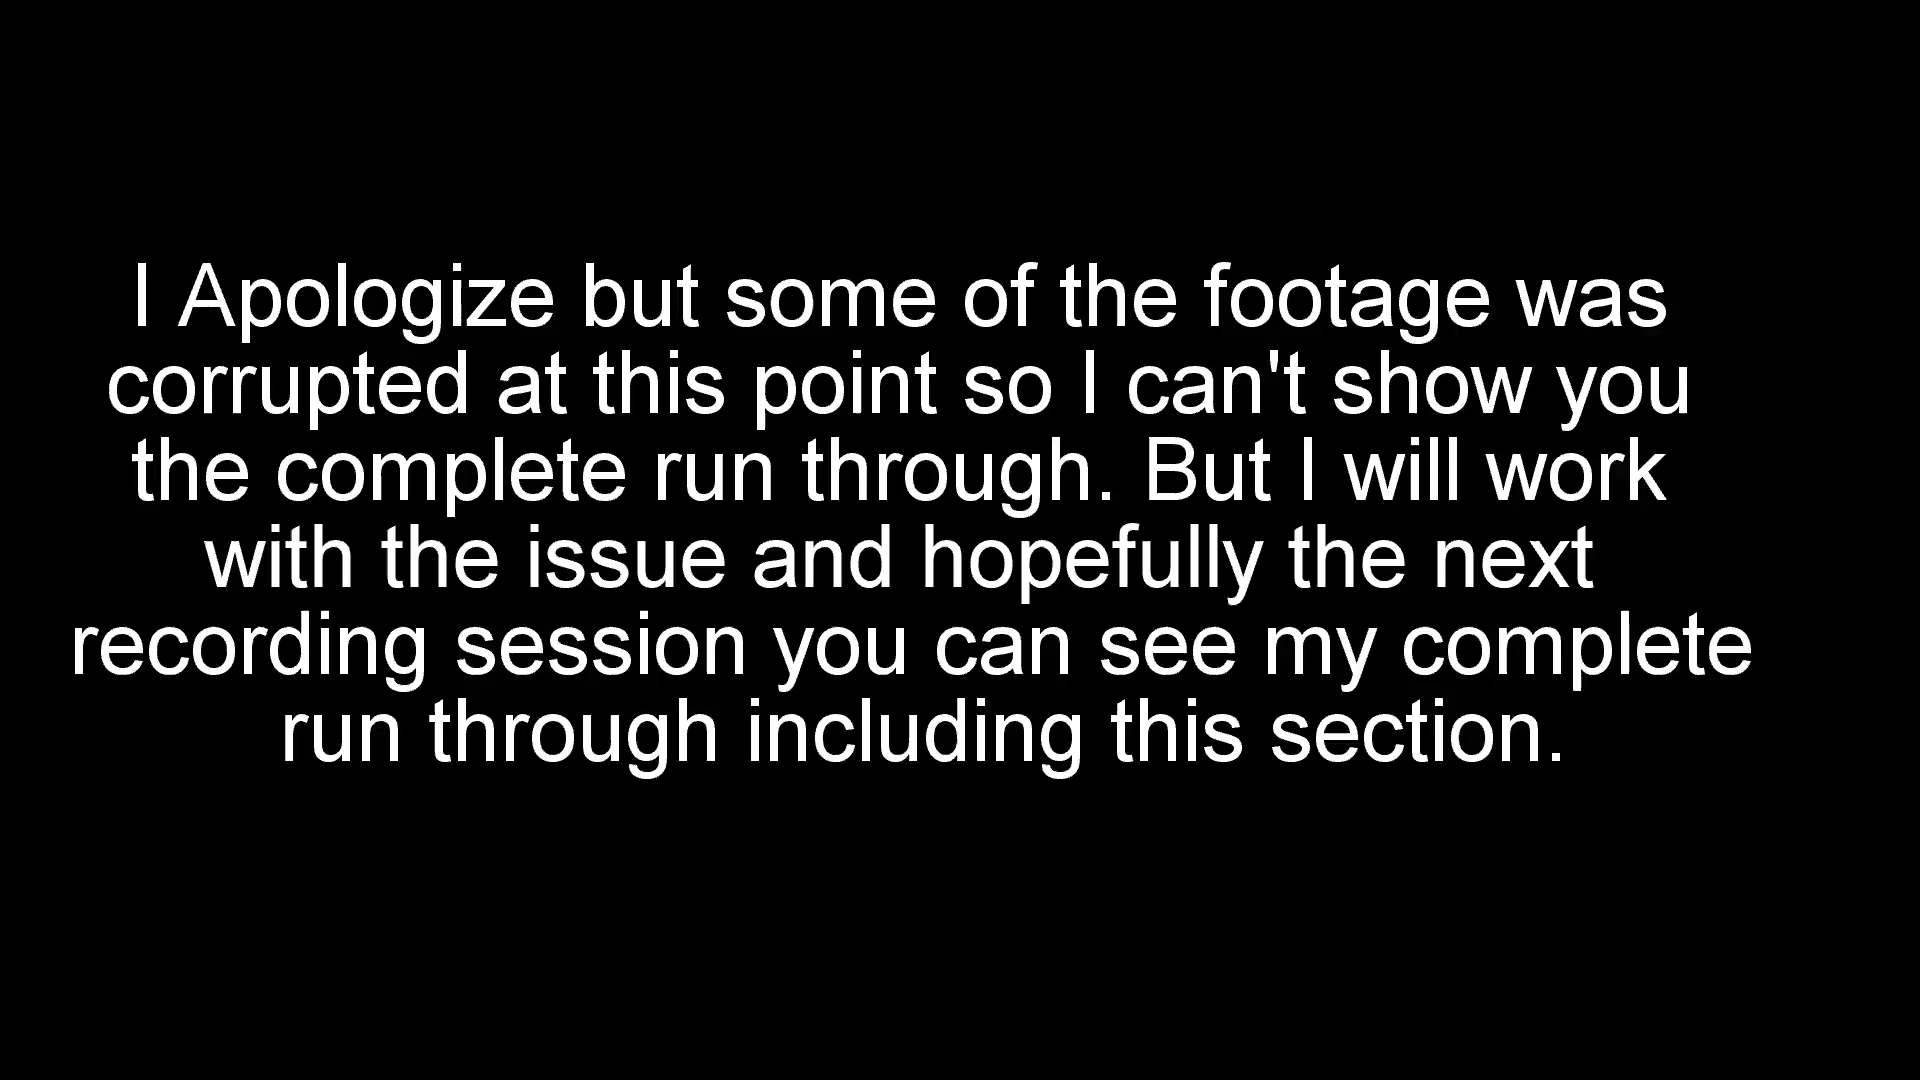 I Apologize but some of the footage was
corrupted at this point so I can't show you
the complete run through. But I will work
with the issue and hopefully the next
recording session you can see my complete
run through including this section.